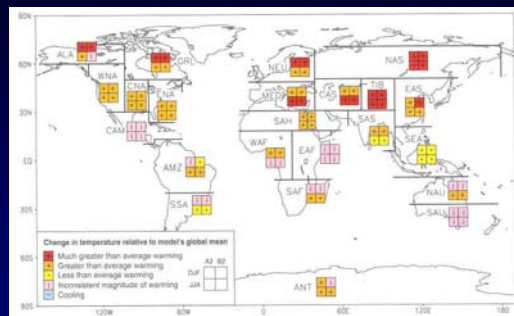 90N
60N
30N
EQ
30S
60S
90S
ALA
GRL
NEU
NAS
WNA
CNA
ENA
MED
CAS
TIB
EAS
CAM
SAH
SAS
SEA
WAF
EAF
AMZ
SAF
NAU
SSA
SAU
ANT
Change in temperature relative to model's global mean
Much greater than average warming
Greater than average warming
Less than average warming
Inconsistent magnitude of warming
Cooling
A2 B2
DJF
JJA
120W
60W
0
60E
120E
180